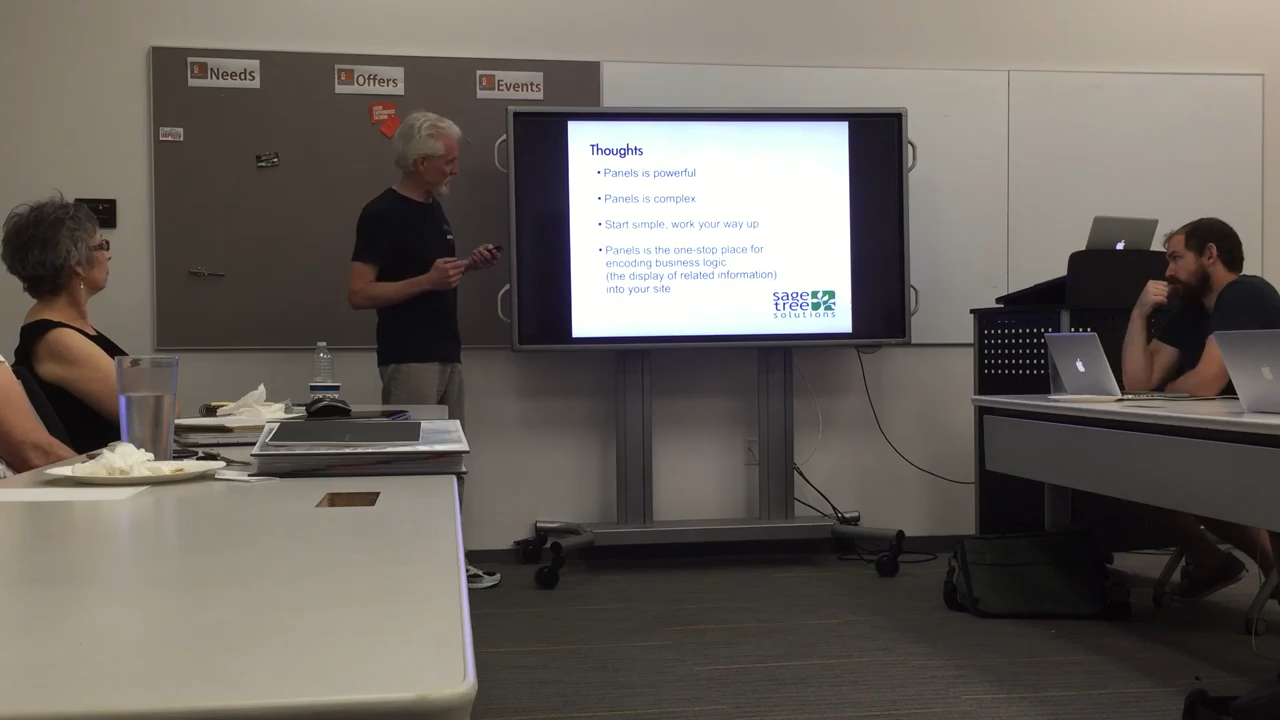 Needs
Offers
Events
Thoughts
• Panels is powerful
• Panels is complex
• Start simple, work your way up
• Panels is the one-stop place for
encoding business logic
(the display of related information)
into your site
sage
tree
solutions